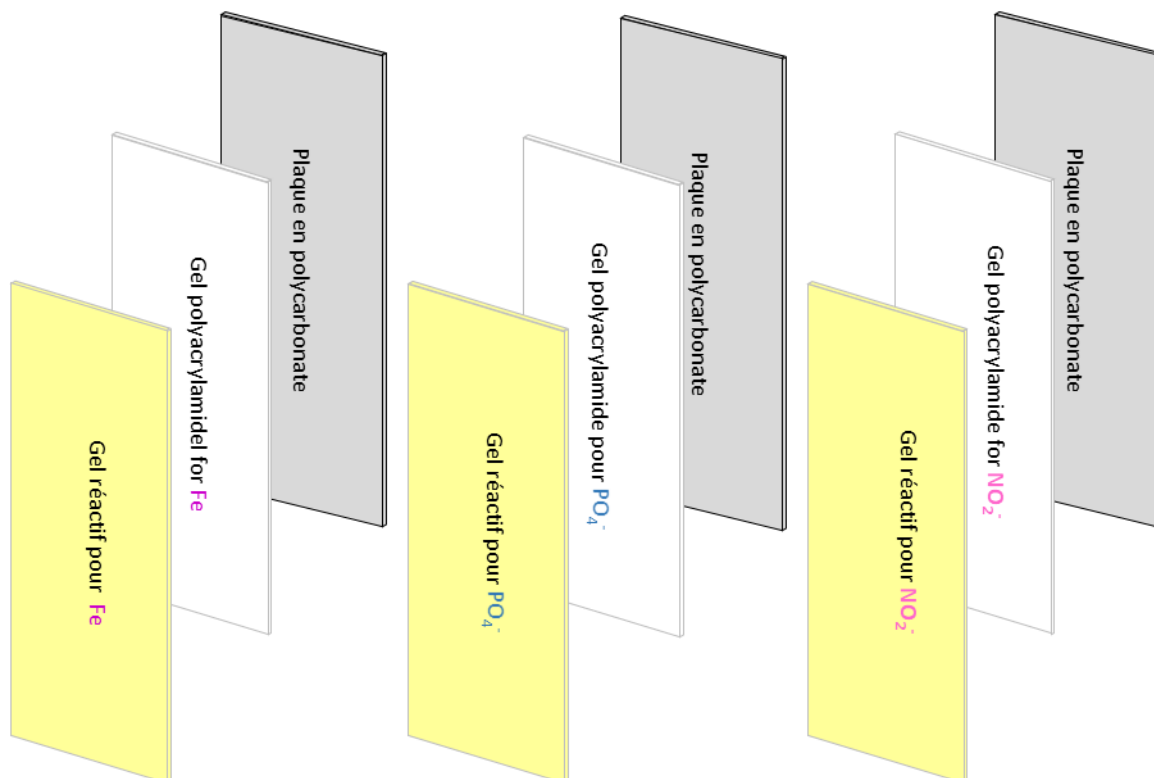 Plaque en polycarbonate
Gel polyacrylamidel for Fe
Gel réactif pour Fe
Plaque en polycarbonate
Gel polyacrylamide pour PO₄⁻
Gel réactif pour PO₄⁻
Plaque en polycarbonate
Gel polyacrylamide for NO₂⁻
Gel réactif pour NO₂⁻